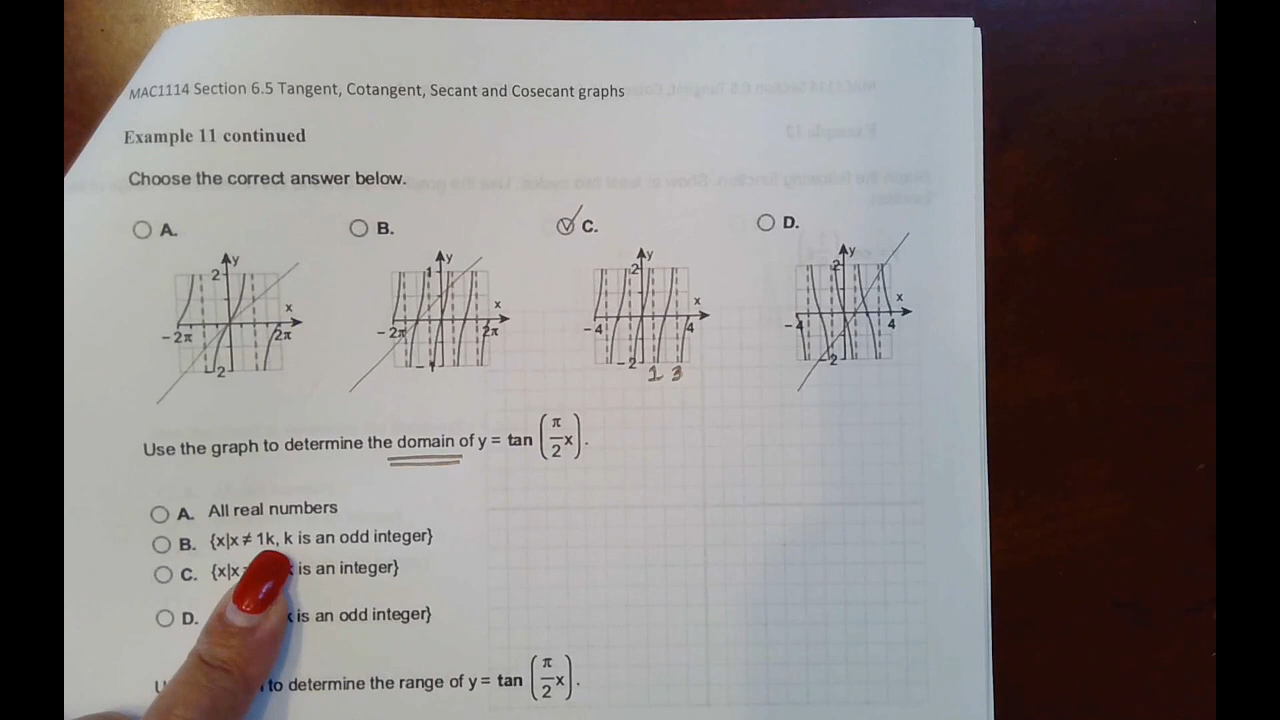 MAC1114 Section 6.5 Tangent, Cotangent, Secant and Cosecant graphs
Example 11 continued
Choose the correct answer below.
A. B. C. D.
y y y y
2 1 2 2
x x x x
-2π 2π -2π 2π -4 4 -4 4
-2 -1 -2 -2
1 3
Use the graph to determine the domain of y = tan (π/2 x).
A. All real numbers
B. {x|x ≠ 1k, k is an odd integer}
C. {x|x is an integer}
D. is an odd integer}
to determine the range of y = tan (π/2 x).